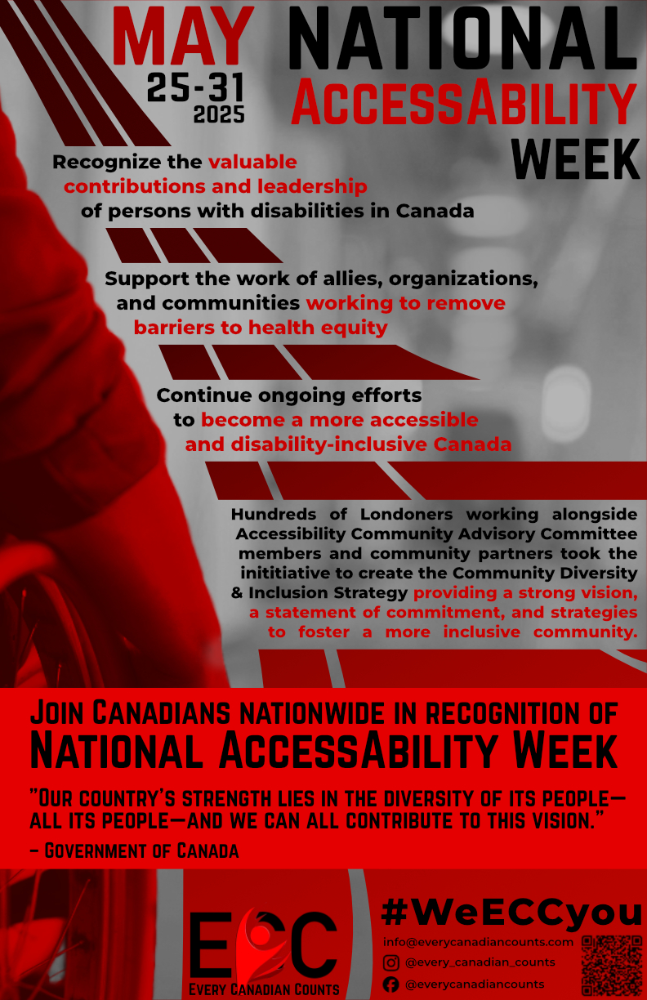 MAY
25-31
2025
NATIONAL
ACCESSABILITY
WEEK
Recognize the valuable
contributions and leadership
of persons with disabilities in Canada
Support the work of allies, organizations,
and communities working to remove
barriers to health equity
Continue ongoing efforts
to become a more accessible
and disability-inclusive Canada
Hundreds of Londoners working alongside
Accessibility Community Advisory Committee
members and community partners took the
inititiative to create the Community Diversity
& Inclusion Strategy providing a strong vision,
a statement of commitment, and strategies
to foster a more inclusive community.
JOIN CANADIANS NATIONWIDE IN RECOGNITION OF
NATIONAL ACCESSABILITY WEEK
"OUR COUNTRY'S STRENGTH LIES IN THE DIVERSITY OF ITS PEOPLE—
ALL ITS PEOPLE—AND WE CAN ALL CONTRIBUTE TO THIS VISION."
– GOVERNMENT OF CANADA
ECC
EVERY CANADIAN COUNTS
#WeECCyou
info@everycanadiancounts.com
@every_canadian_counts
@everycanadiancounts